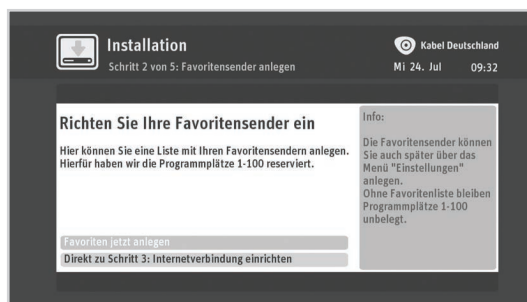 Installation
Schritt 2 von 5: Favoritensender anlegen
Kabel Deutschland
Mi 24. Jul 09:32
Richten Sie Ihre Favoritensender ein
Hier können Sie eine Liste mit Ihren Favoritensendern anlegen.
Hierfür haben wir die Programmplätze 1-100 reserviert.
Favoriten jetzt anlegen
Direkt zu Schritt 3: Internetverbindung einrichten
Info:
Die Favoritensender können
Sie auch später über das
Menü "Einstellungen"
anlegen.
Ohne Favoritenliste bleiben
Programmplätze 1-100
unbelegt.